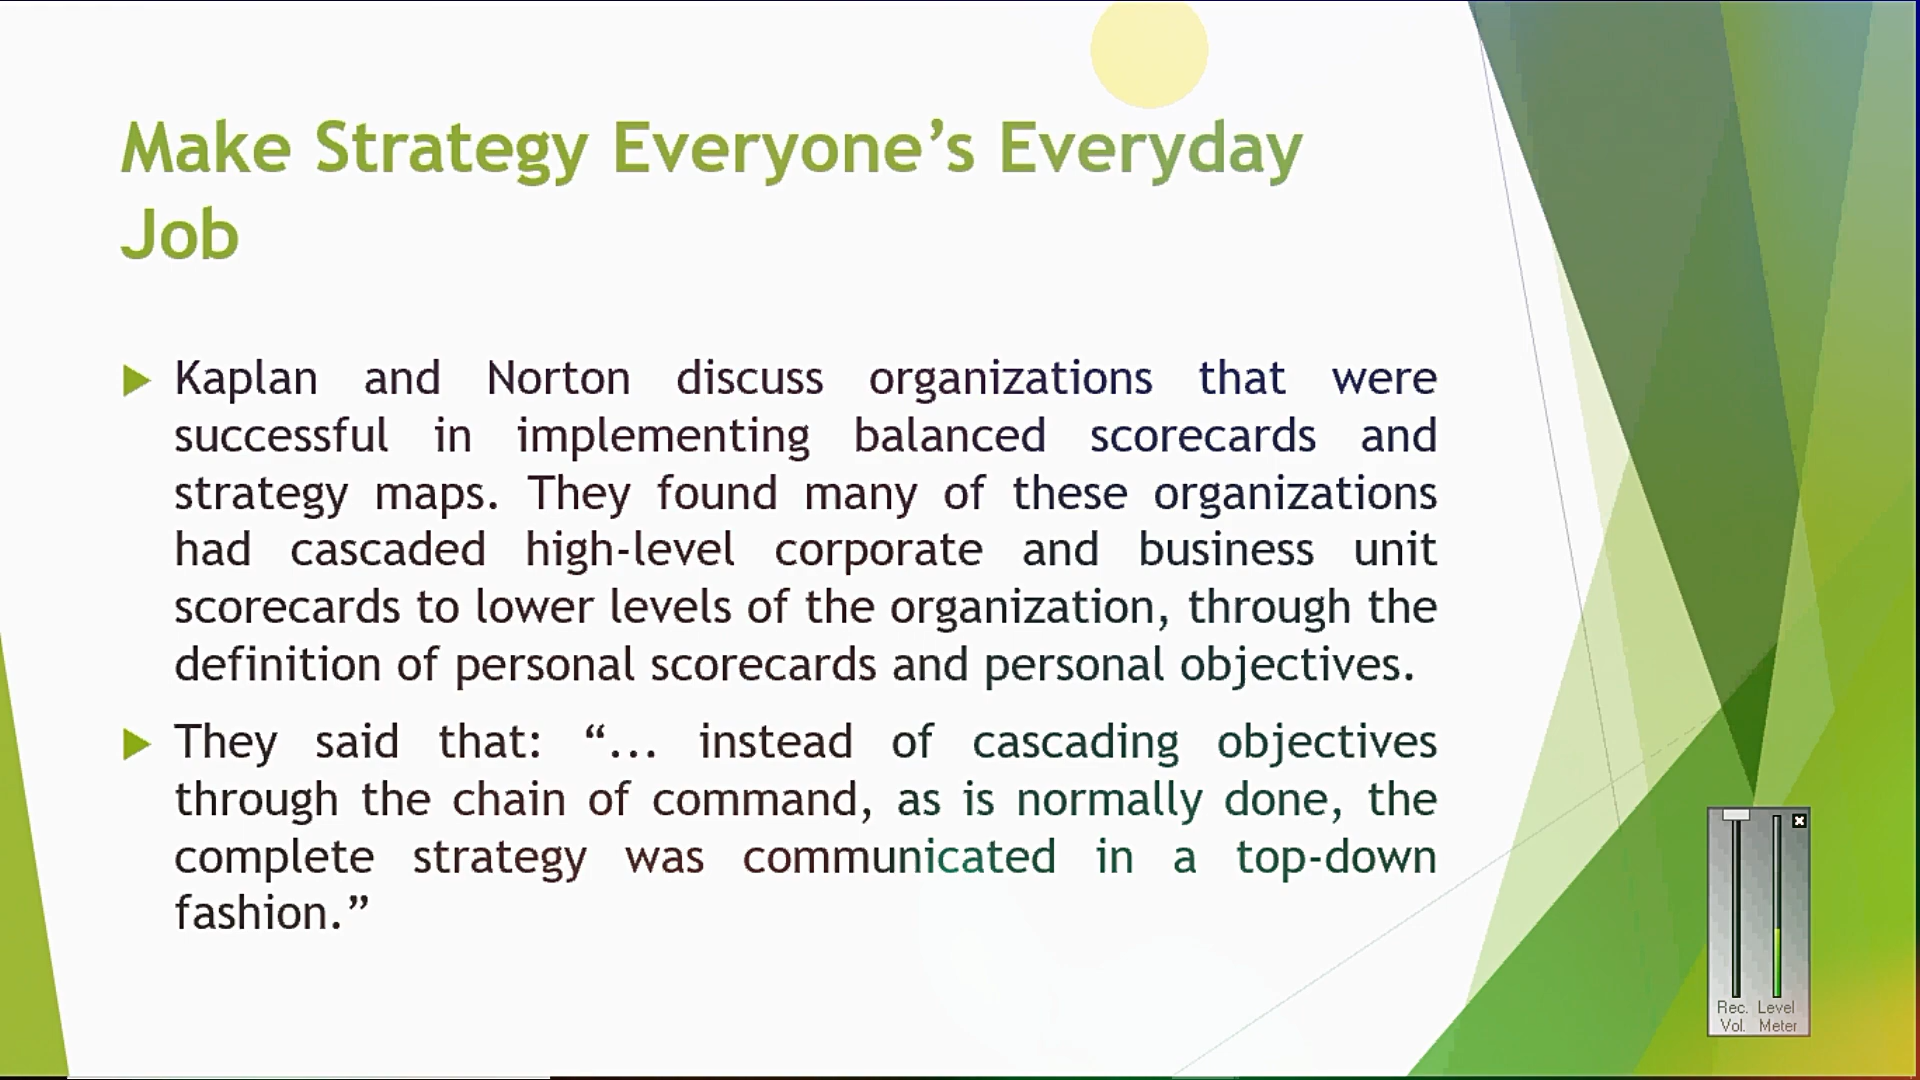 Make Strategy Everyone’s Everyday
Job
Kaplan and Norton discuss organizations that were
successful in implementing balanced scorecards and
strategy maps. They found many of these organizations
had cascaded high-level corporate and business unit
scorecards to lower levels of the organization, through the
definition of personal scorecards and personal objectives.
They said that: “... instead of cascading objectives
through the chain of command, as is normally done, the
complete strategy was communicated in a top-down
fashion.”
Rec. Level
Vol. Meter